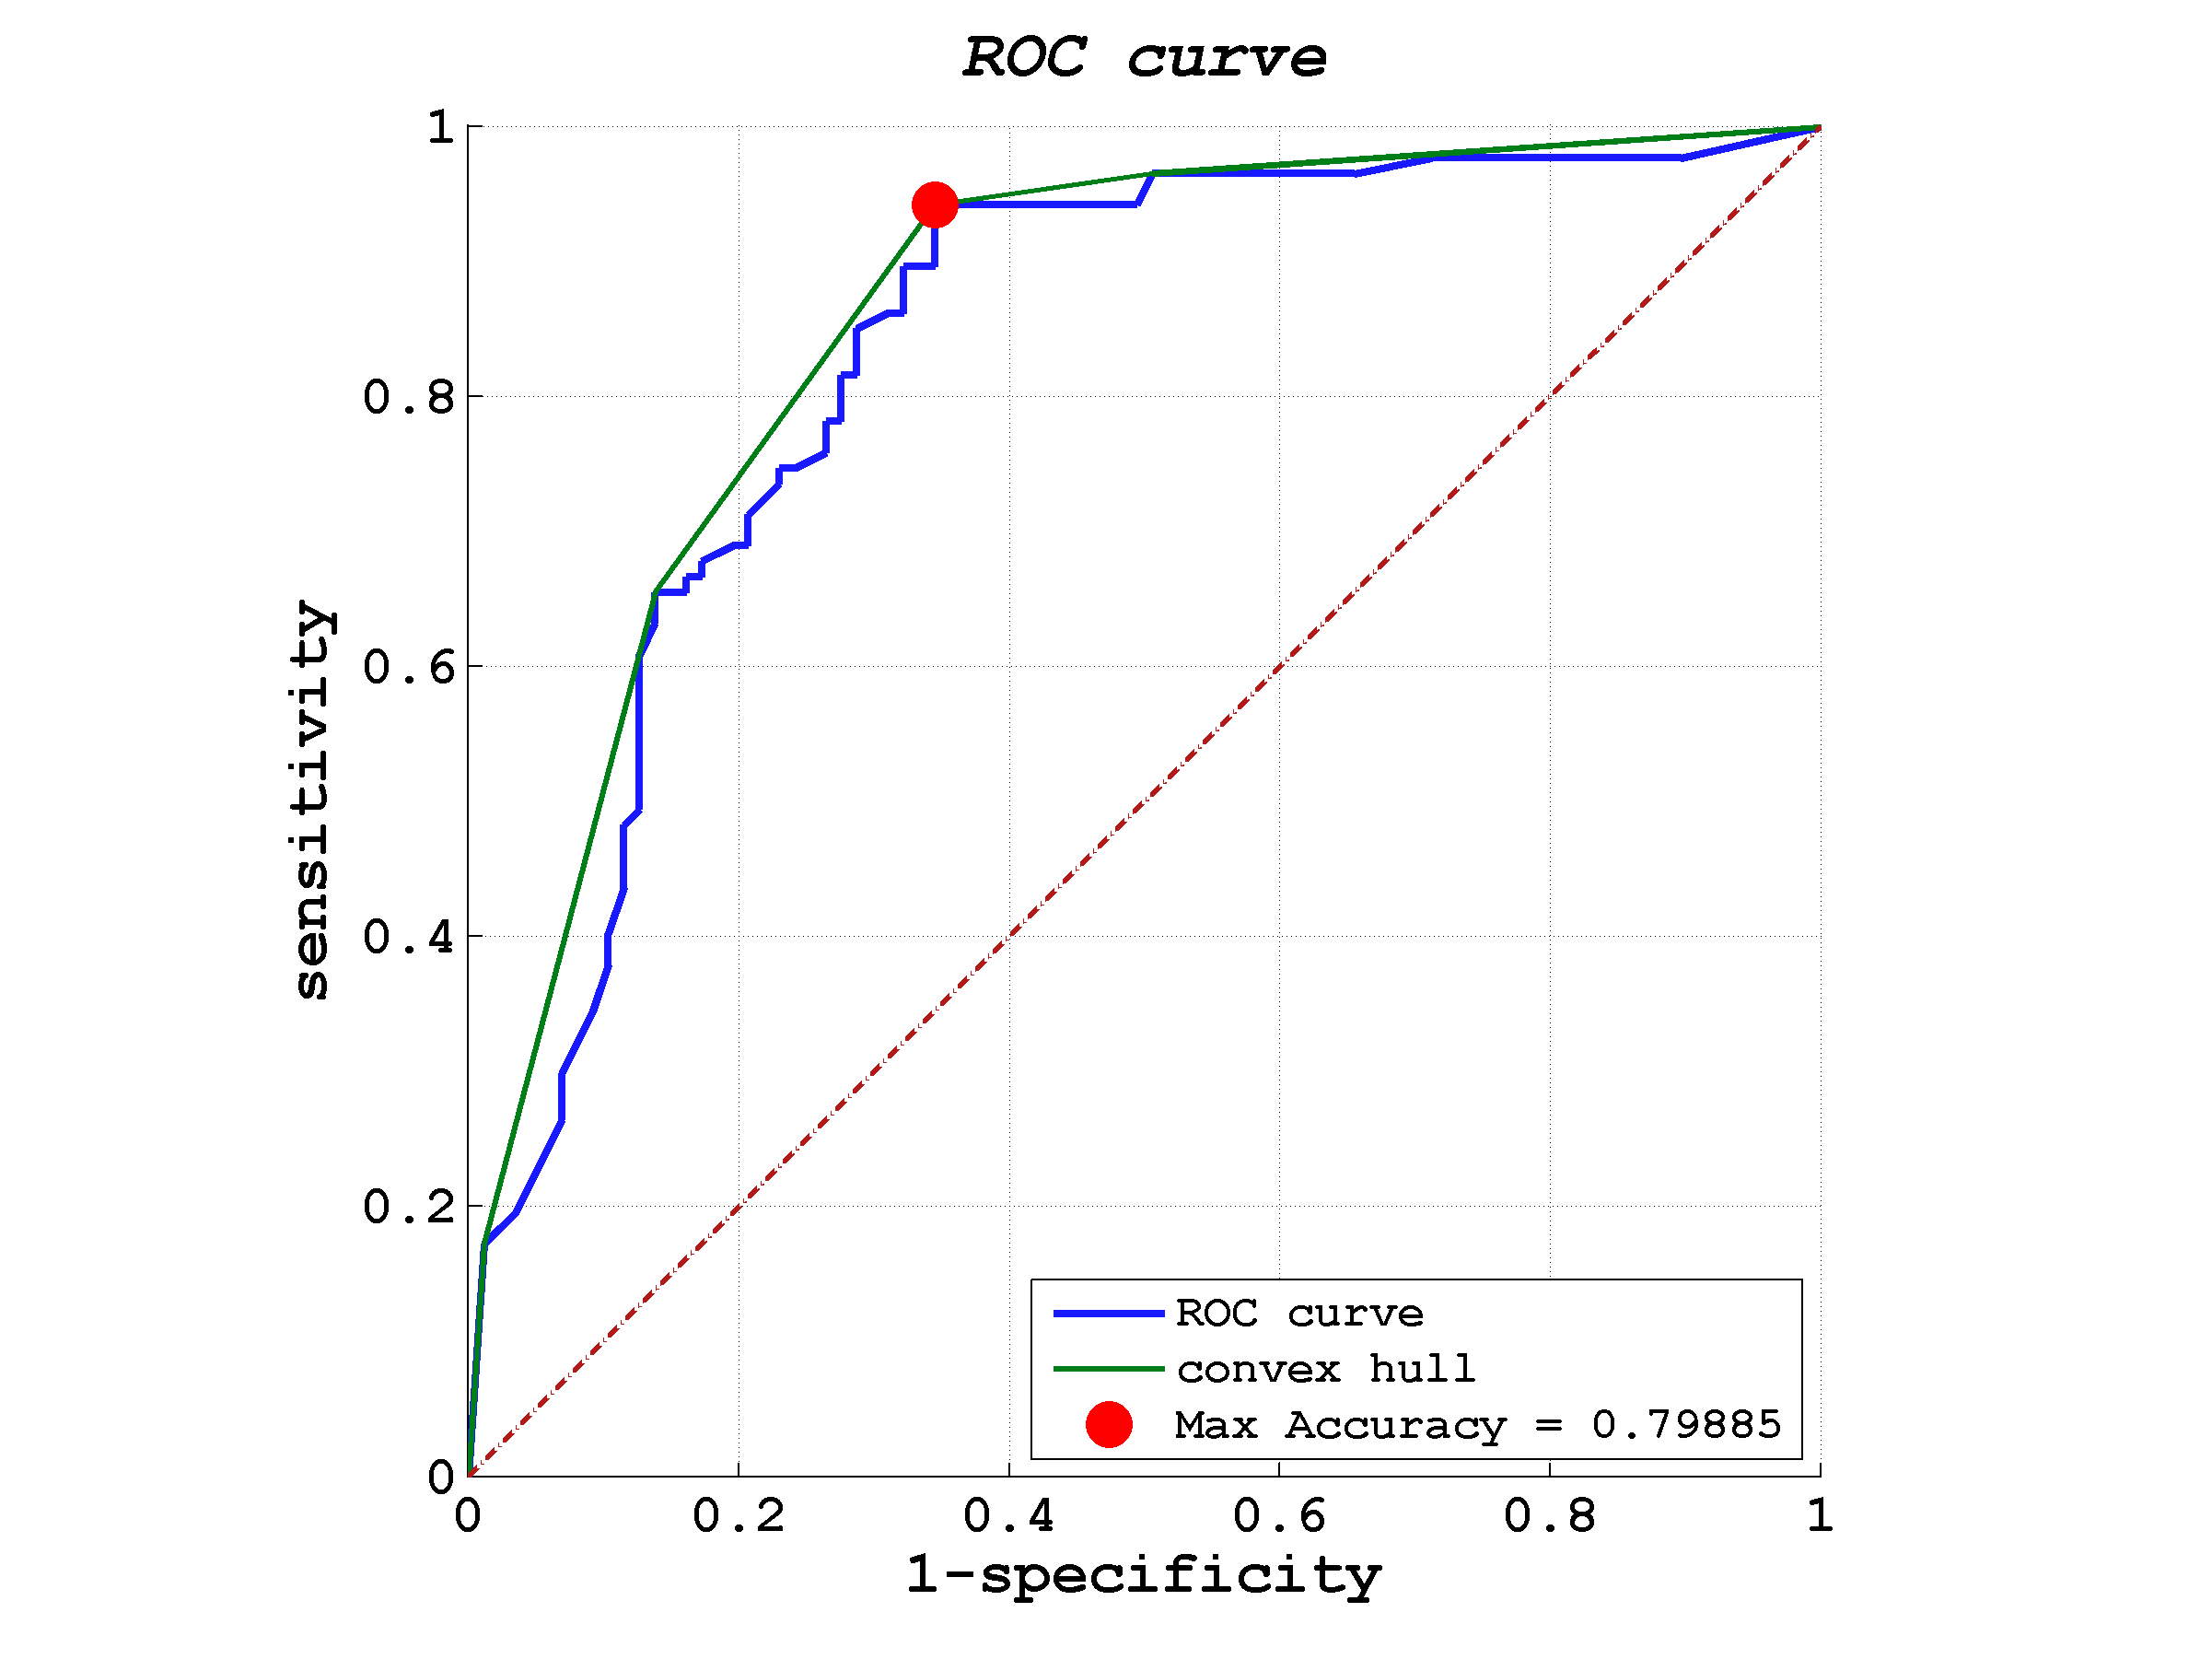 ROC curve
1
0.8
0.6
0.4
0.2
0
sensitivity
0 0.2 0.4 0.6 0.8 1
1-specificity
ROC curve
convex hull
Max Accuracy = 0.79885